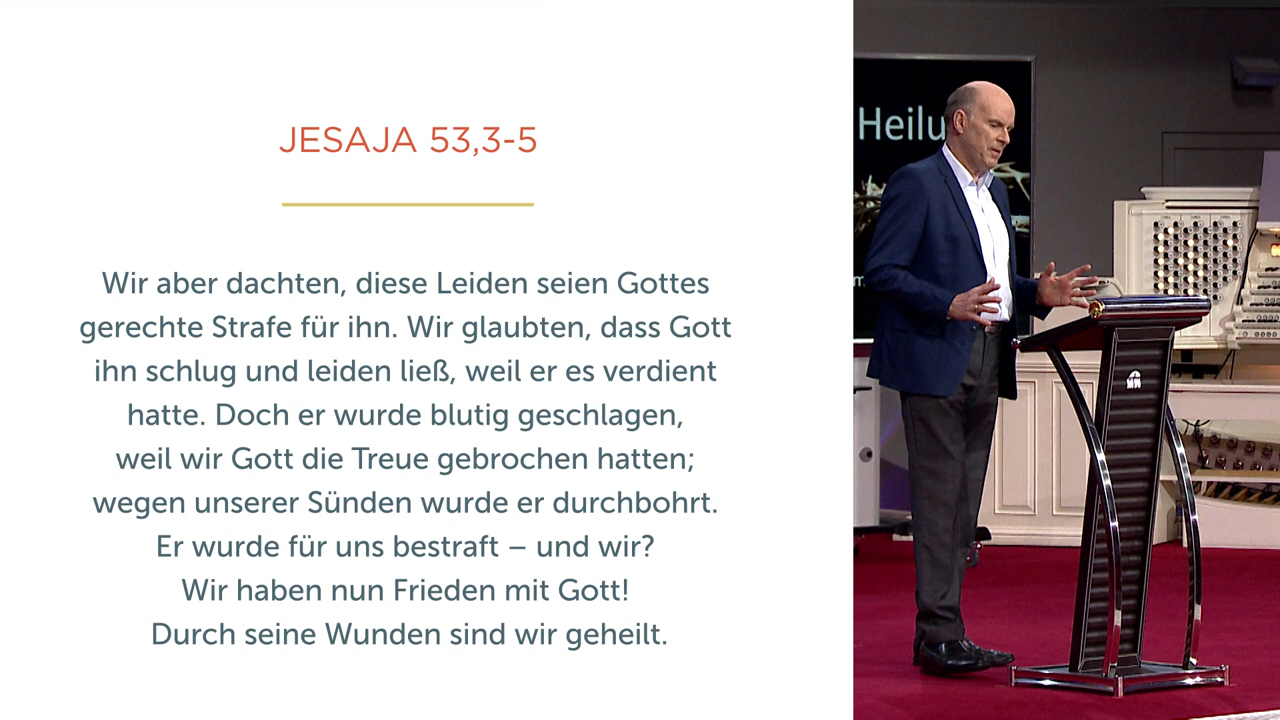 JESAJA 53,3-5
Wir aber dachten, diese Leiden seien Gottes
gerechte Strafe für ihn. Wir glaubten, dass Gott
ihn schlug und leiden ließ, weil er es verdient
hatte. Doch er wurde blutig geschlagen,
weil wir Gott die Treue gebrochen hatten;
wegen unserer Sünden wurde er durchbohrt.
Er wurde für uns bestraft – und wir?
Wir haben nun Frieden mit Gott!
Durch seine Wunden sind wir geheilt.
Heilu